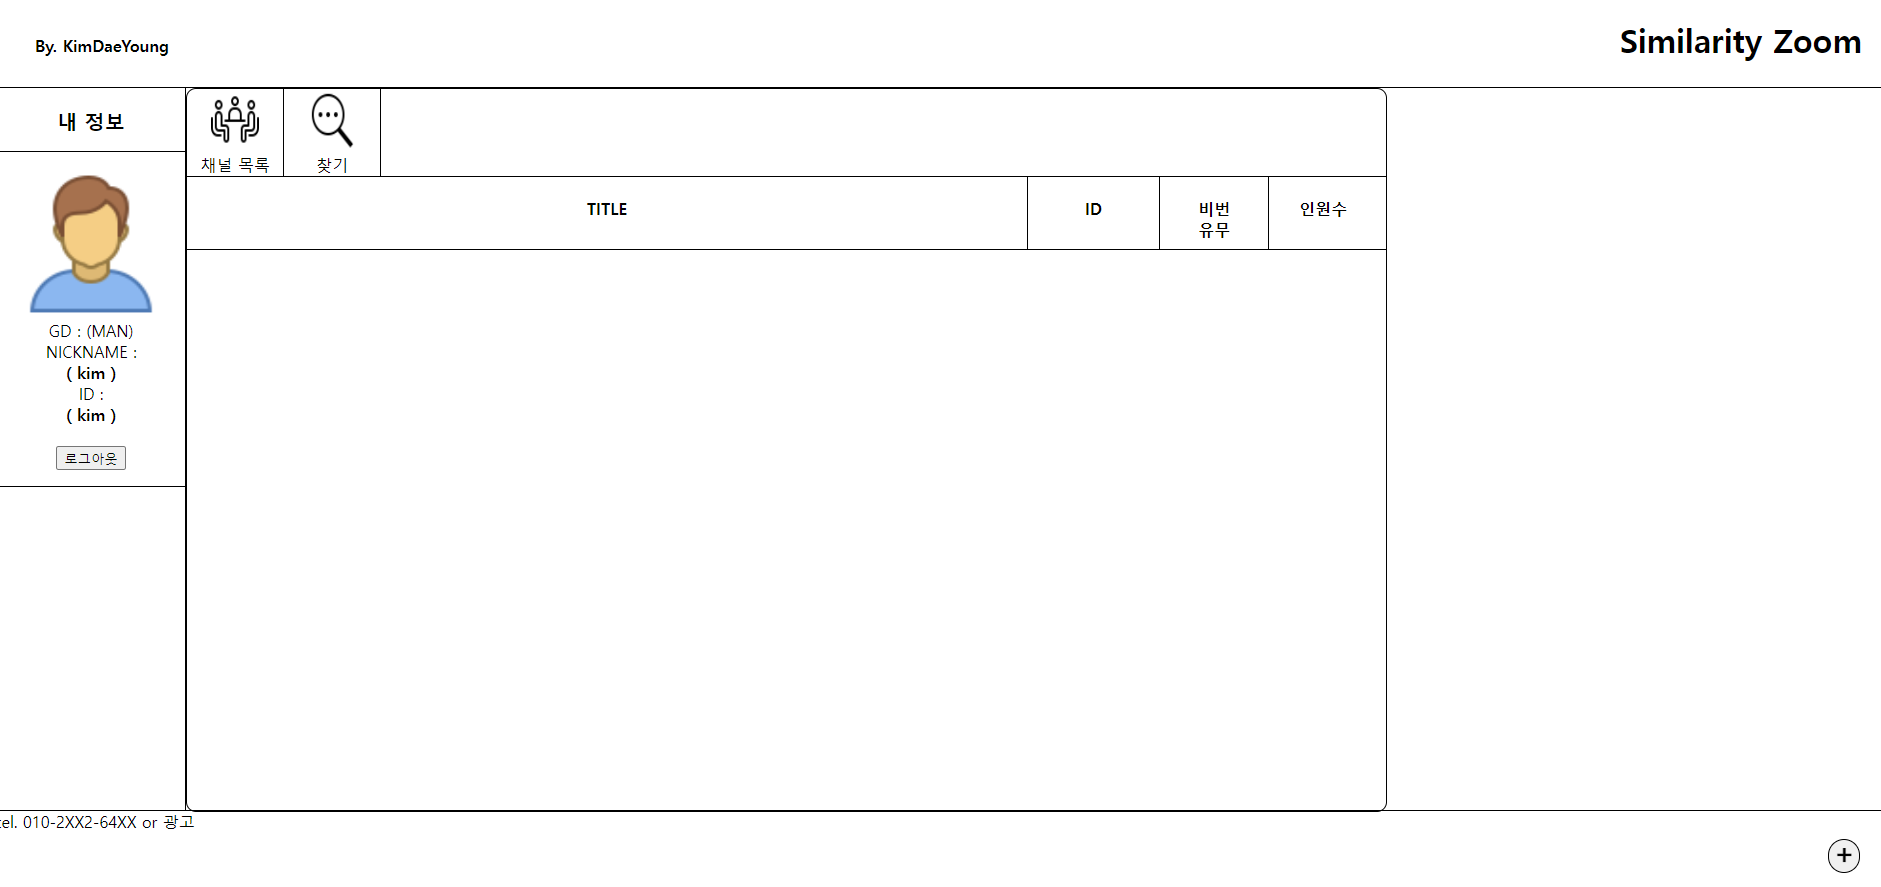 By. KimDaeYoung
Similarity Zoom
내 정보
채널 목록
찾기
TITLE
ID
비번
유무
인원수
GD : (MAN)
NICKNAME :
( kim )
ID :
( kim )
로그아웃
tel. 010-2XX2-64XX or 광고
+